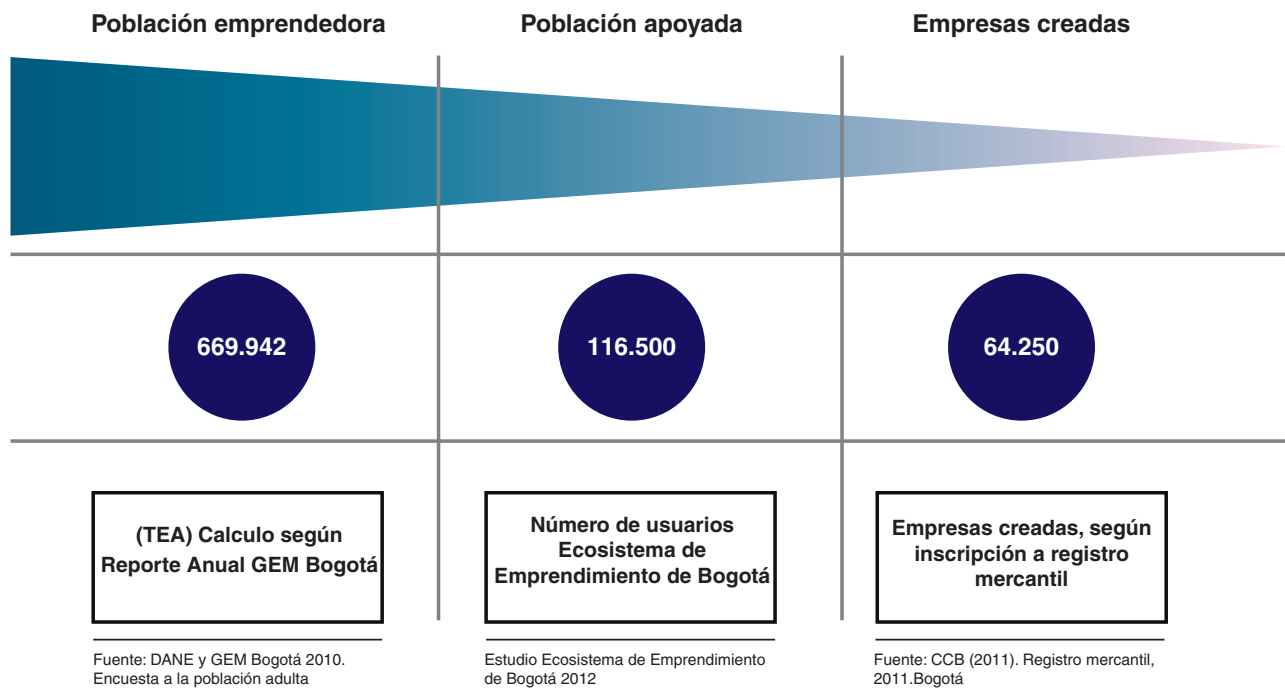 Población emprendedora
Población apoyada
Empresas creadas
669.942
116.500
64.250
(TEA) Calculo según
Reporte Anual GEM Bogotá
Número de usuarios
Ecosistema de
Emprendimiento de Bogotá
Empresas creadas, según
inscripción a registro
mercantil
Fuente: DANE y GEM Bogotá 2010.
Encuesta a la población adulta
Estudio Ecosistema de Emprendimiento
de Bogotá 2012
Fuente: CCB (2011). Registro mercantil,
2011.Bogotá